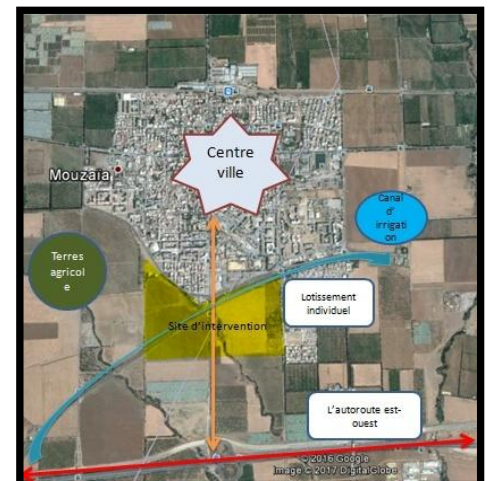 Centre
ville
Mouzaïa
Canal
d'
irrigati
on
Terres
agricol
e
Lotissement
individuel
Site d'intervention
L'autoroute est-
ouest
© 2016 Google
Image © 2017 DigitalGlobe